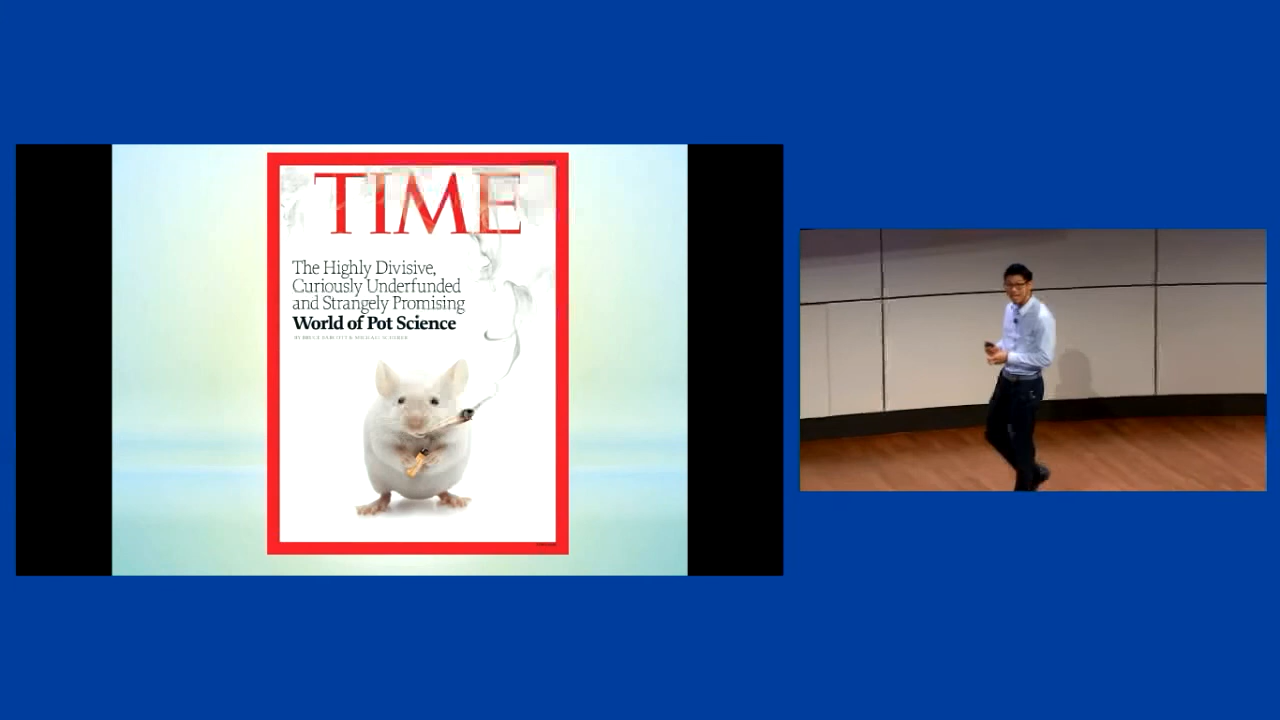 TIME
The Highly Divisive,
Curiously Underfunded
and Strangely Promising
World of Pot Science